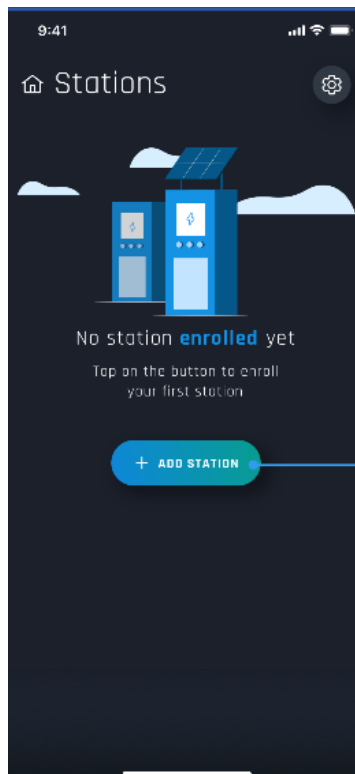 9:41
Stations
No station enrolled yet
Tap on the button to enroll
your first station
+ ADD STATION